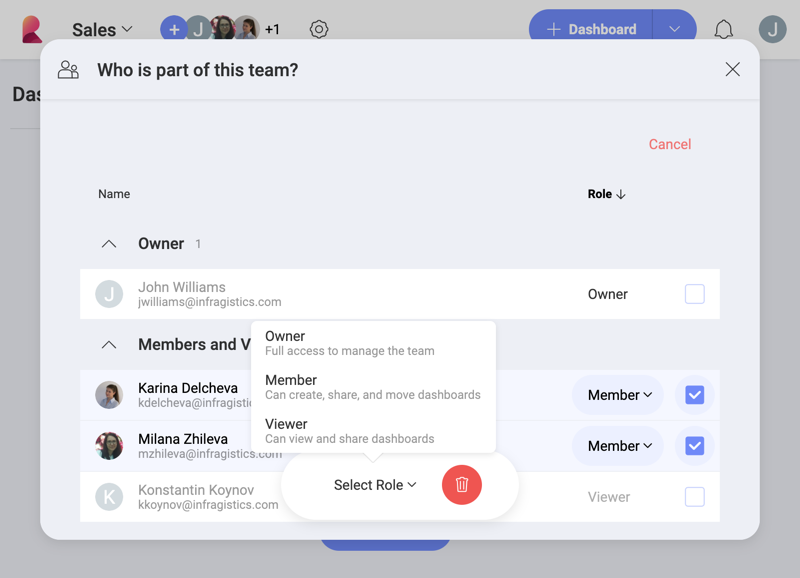 Sales
+
J
+1
+ Dashboard
J
Das
Who is part of this team?
Cancel
Name
Role ↓
Owner 1
J
John Williams
jwilliams@infragistics.com
Owner
Members and V
Owner
Full access to manage the team
Member
Can create, share, and move dashboards
Viewer
Can view and share dashboards
Karina Delcheva
kdelcheva@infragistic
Member
Milana Zhileva
mzhileva@infragistics.com
Member
K
Konstantin Koynov
kkoynov@infragistics.com
Viewer
Select Role